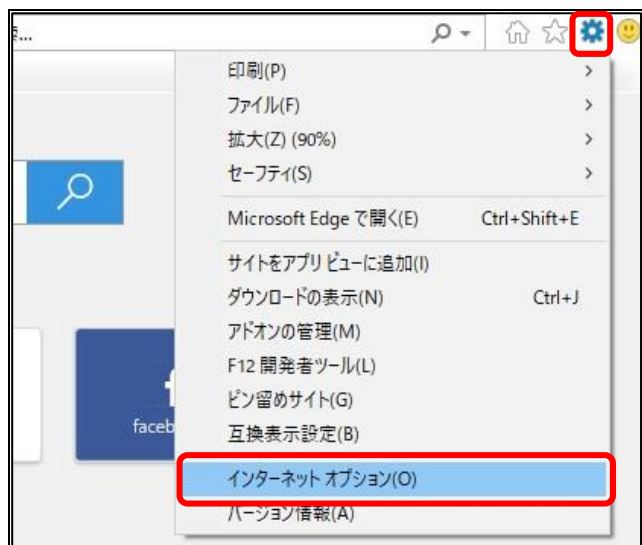 ...
印刷(P)
ファイル(F)
拡大(Z) (90%)
セーフティ(S)
Microsoft Edge で開く(E) Ctrl+Shift+E
サイトをアプリ ビューに追加(I)
ダウンロードの表示(N) Ctrl+J
アドオンの管理(M)
F12 開発者ツール(L)
ピン留めサイト(G)
faceb
互換表示設定(B)
インターネット オプション(O)
バージョン情報(A)